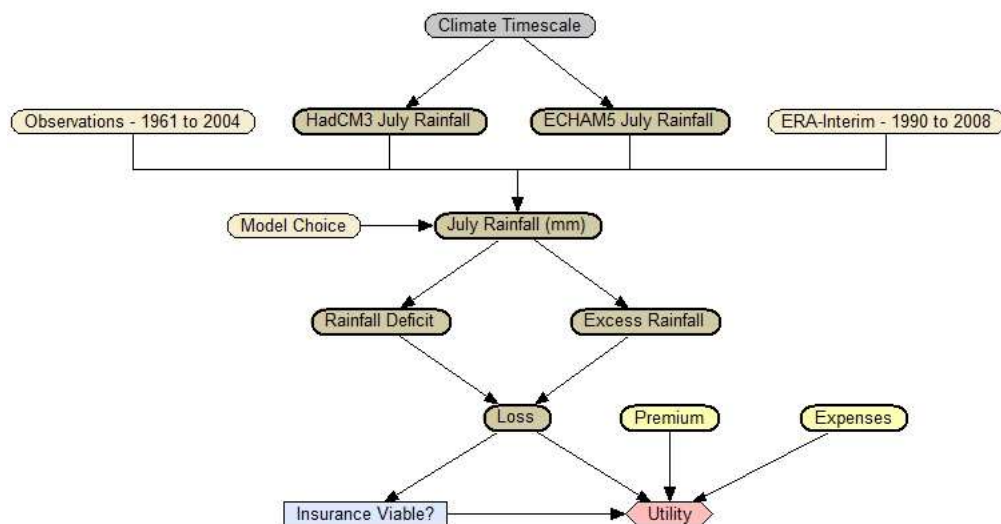 Climate Timescale
Observations - 1961 to 2004
HadCM3 July Rainfall
ECHAM5 July Rainfall
ERA-Interim - 1990 to 2008
Model Choice
July Rainfall (mm)
Rainfall Deficit
Excess Rainfall
Loss
Premium
Expenses
Insurance Viable?
Utility